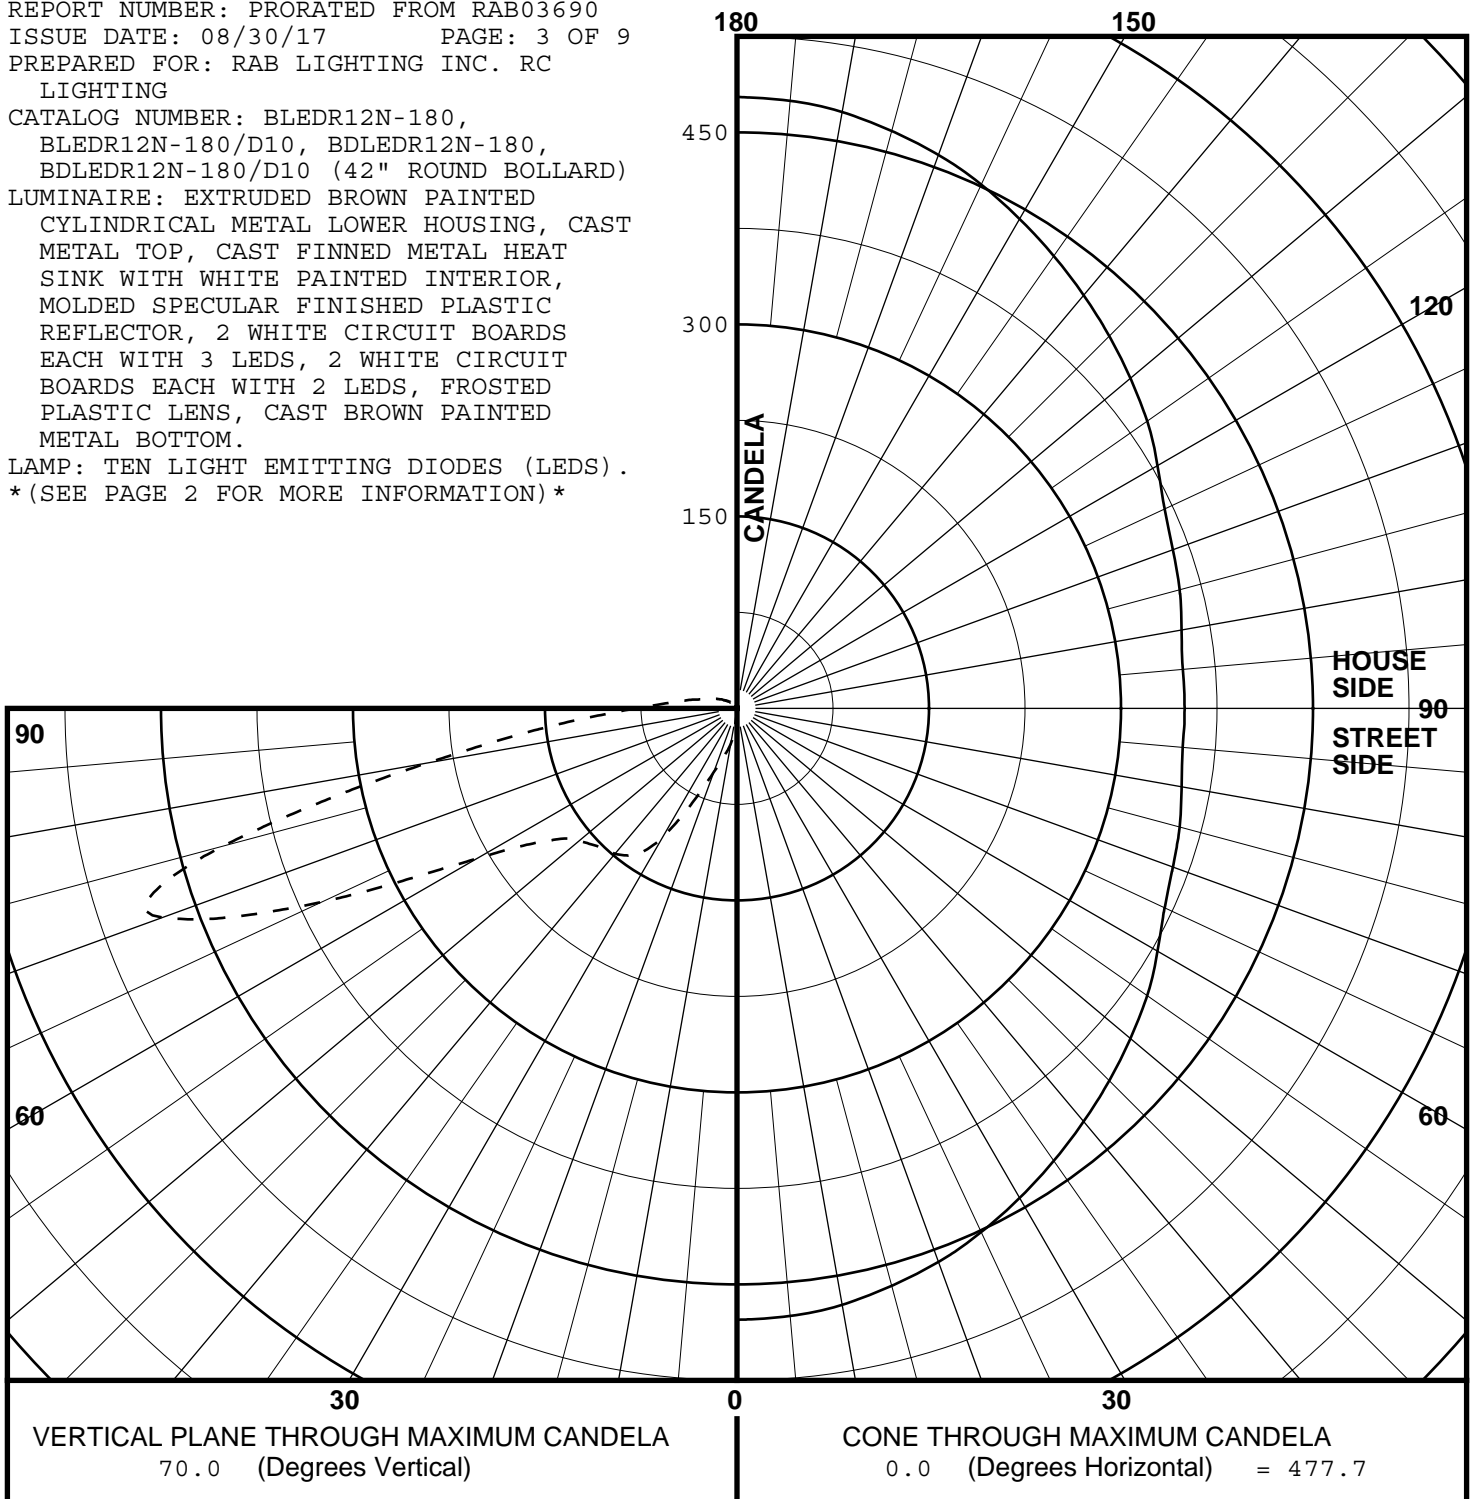 REPORT NUMBER: PRORATED FROM RAB03690
ISSUE DATE: 08/30/17 PAGE: 3 OF 9
PREPARED FOR: RAB LIGHTING INC. RC
LIGHTING
CATALOG NUMBER: BLEDR12N-180,
BLEDR12N-180/D10, BDLEDR12N-180,
BDLEDR12N-180/D10 (42" ROUND BOLLARD)
LUMINAIRE: EXTRUDED BROWN PAINTED
CYLINDRICAL METAL LOWER HOUSING, CAST
METAL TOP, CAST FINNED METAL HEAT
SINK WITH WHITE PAINTED INTERIOR,
MOLDED SPECULAR FINISHED PLASTIC
REFLECTOR, 2 WHITE CIRCUIT BOARDS
EACH WITH 3 LEDS, 2 WHITE CIRCUIT
BOARDS EACH WITH 2 LEDS, FROSTED
PLASTIC LENS, CAST BROWN PAINTED
METAL BOTTOM.
LAMP: TEN LIGHT EMITTING DIODES (LEDS).
*(SEE PAGE 2 FOR MORE INFORMATION)*
180
150
450
120
300
CANDELA
150
HOUSE
SIDE
90
90
STREET
SIDE
60
60
30
0
30
VERTICAL PLANE THROUGH MAXIMUM CANDELA
70.0 (Degrees Vertical)
CONE THROUGH MAXIMUM CANDELA
0.0 (Degrees Horizontal) = 477.7